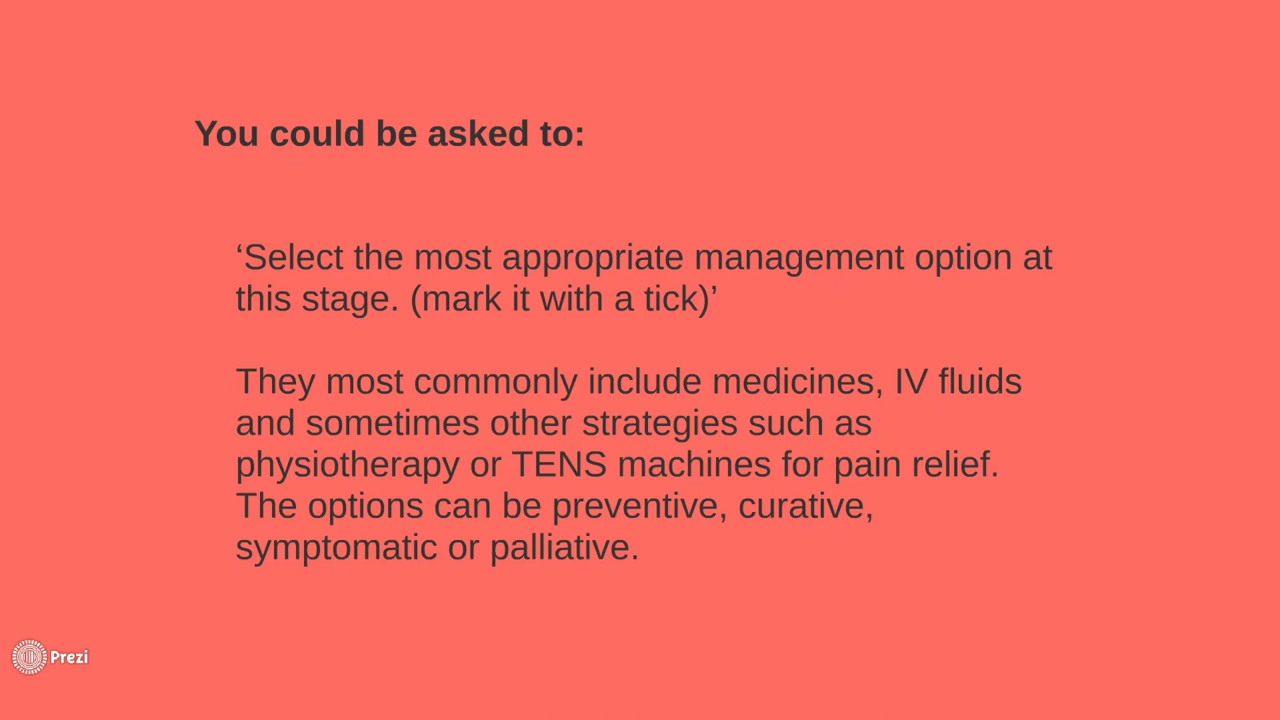 You could be asked to:
‘Select the most appropriate management option at
this stage. (mark it with a tick)’
They most commonly include medicines, IV fluids
and sometimes other strategies such as
physiotherapy or TENS machines for pain relief.
The options can be preventive, curative,
symptomatic or palliative.
Prezi